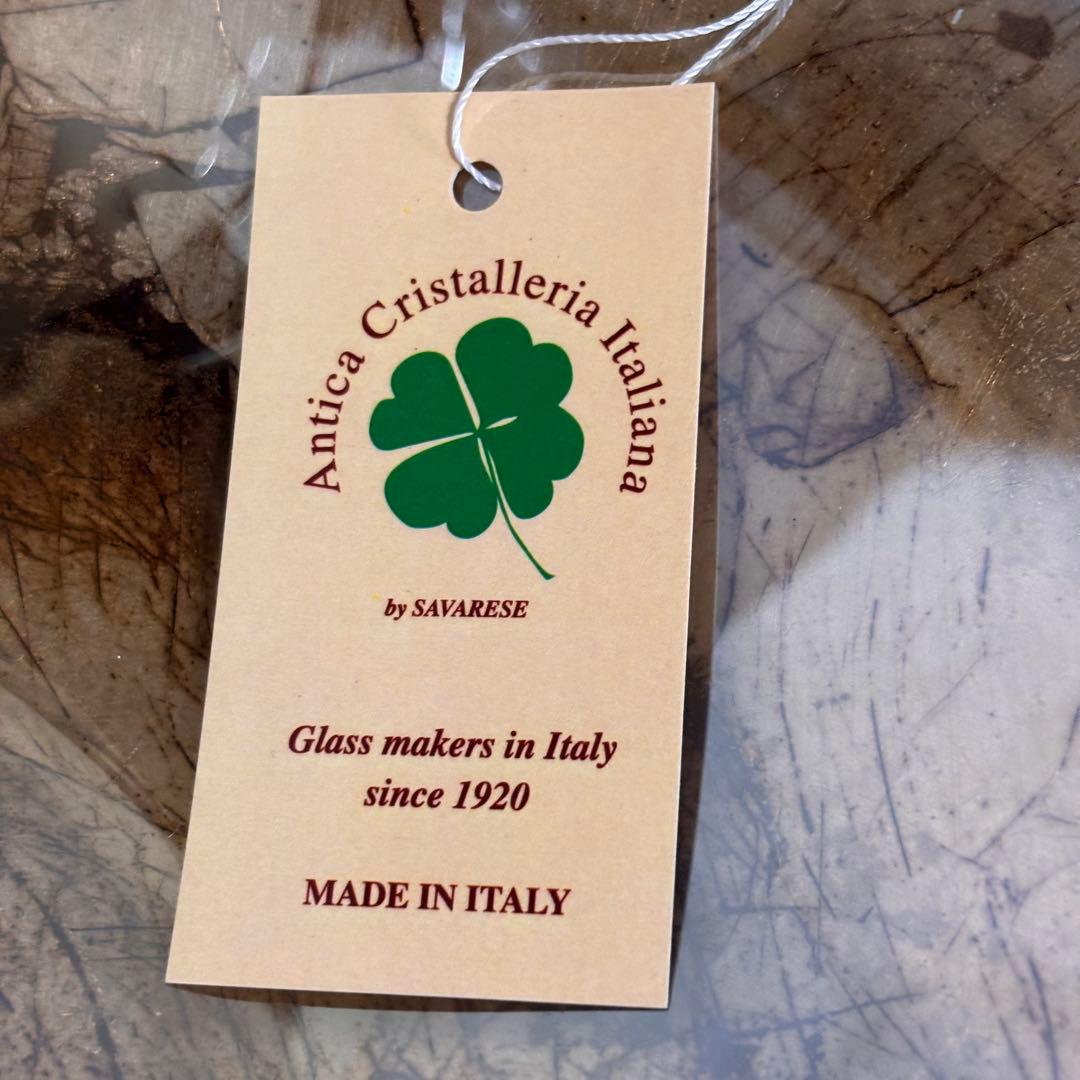 Antica Cristalleria Italiana
by SAVARESE
Glass makers in Italy
since 1920
MADE IN ITALY